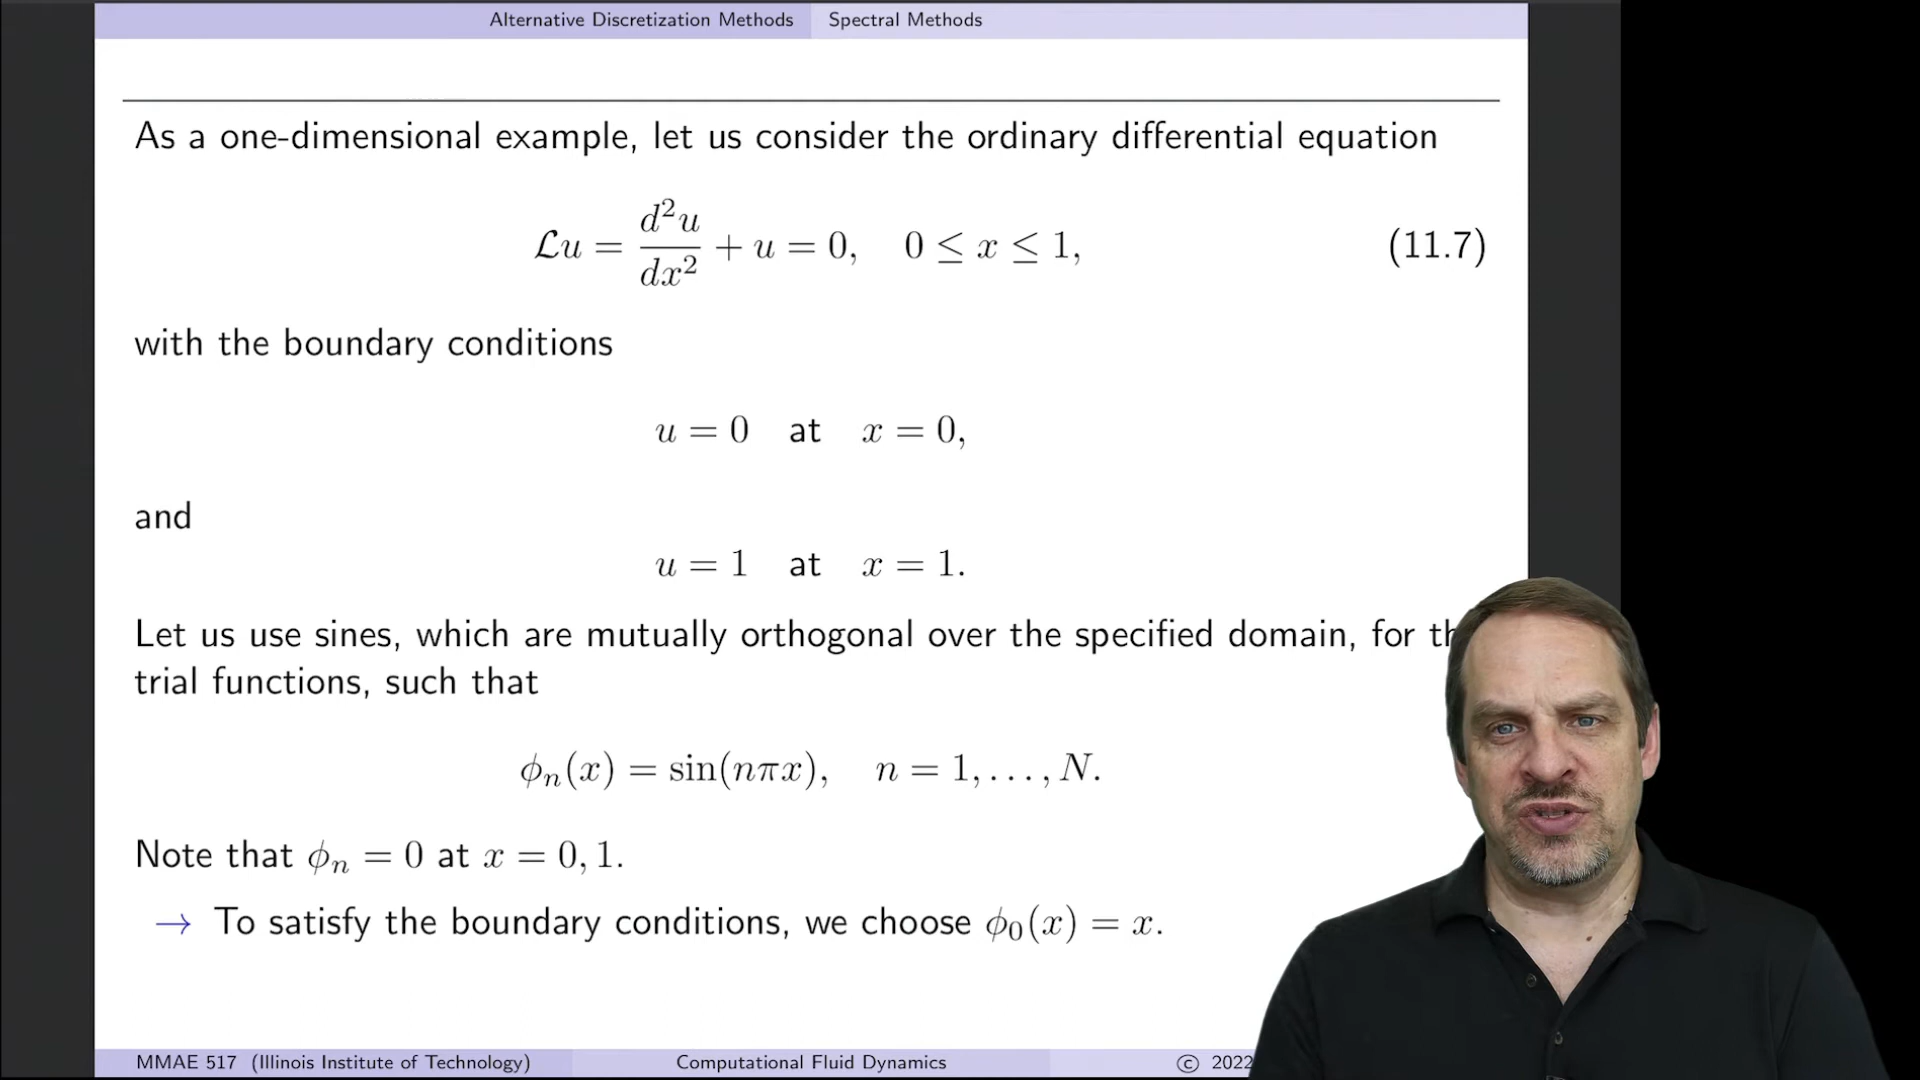 Alternative Discretization Methods Spectral Methods
As a one-dimensional example, let us consider the ordinary differential equation
ℒu = d²u/dx² + u = 0, 0 ≤ x ≤ 1, (11.7)
with the boundary conditions
u = 0 at x = 0,
and
u = 1 at x = 1.
Let us use sines, which are mutually orthogonal over the specified domain, for th
trial functions, such that
ϕₙ(x) = sin(nπx), n = 1, . . . , N.
Note that ϕₙ = 0 at x = 0, 1.
→ To satisfy the boundary conditions, we choose ϕ₀(x) = x.
MMAE 517 (Illinois Institute of Technology) Computational Fluid Dynamics © 2022